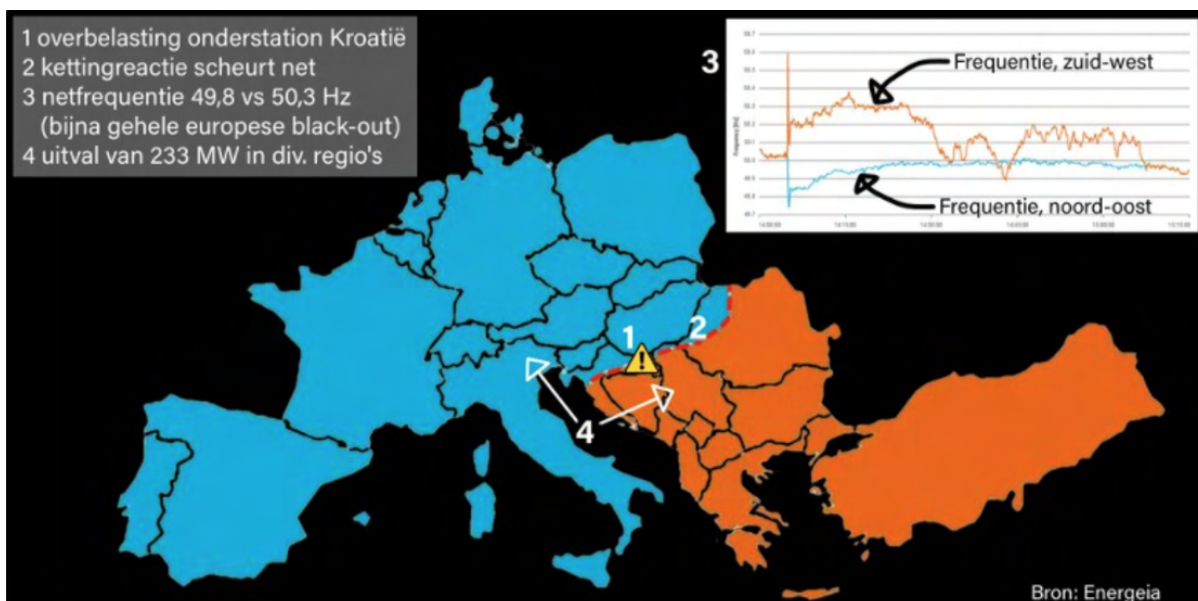 1 overbelasting onderstation Kroatië
2 kettingreactie scheurt net
3 netfrequentie 49,8 vs 50,3 Hz
(bijna gehele europese black-out)
4 uitval van 233 MW in div. regio's
3
Frequentie, zuid-west
Frequentie, noord-oost
1
2
4
Bron: Energeia